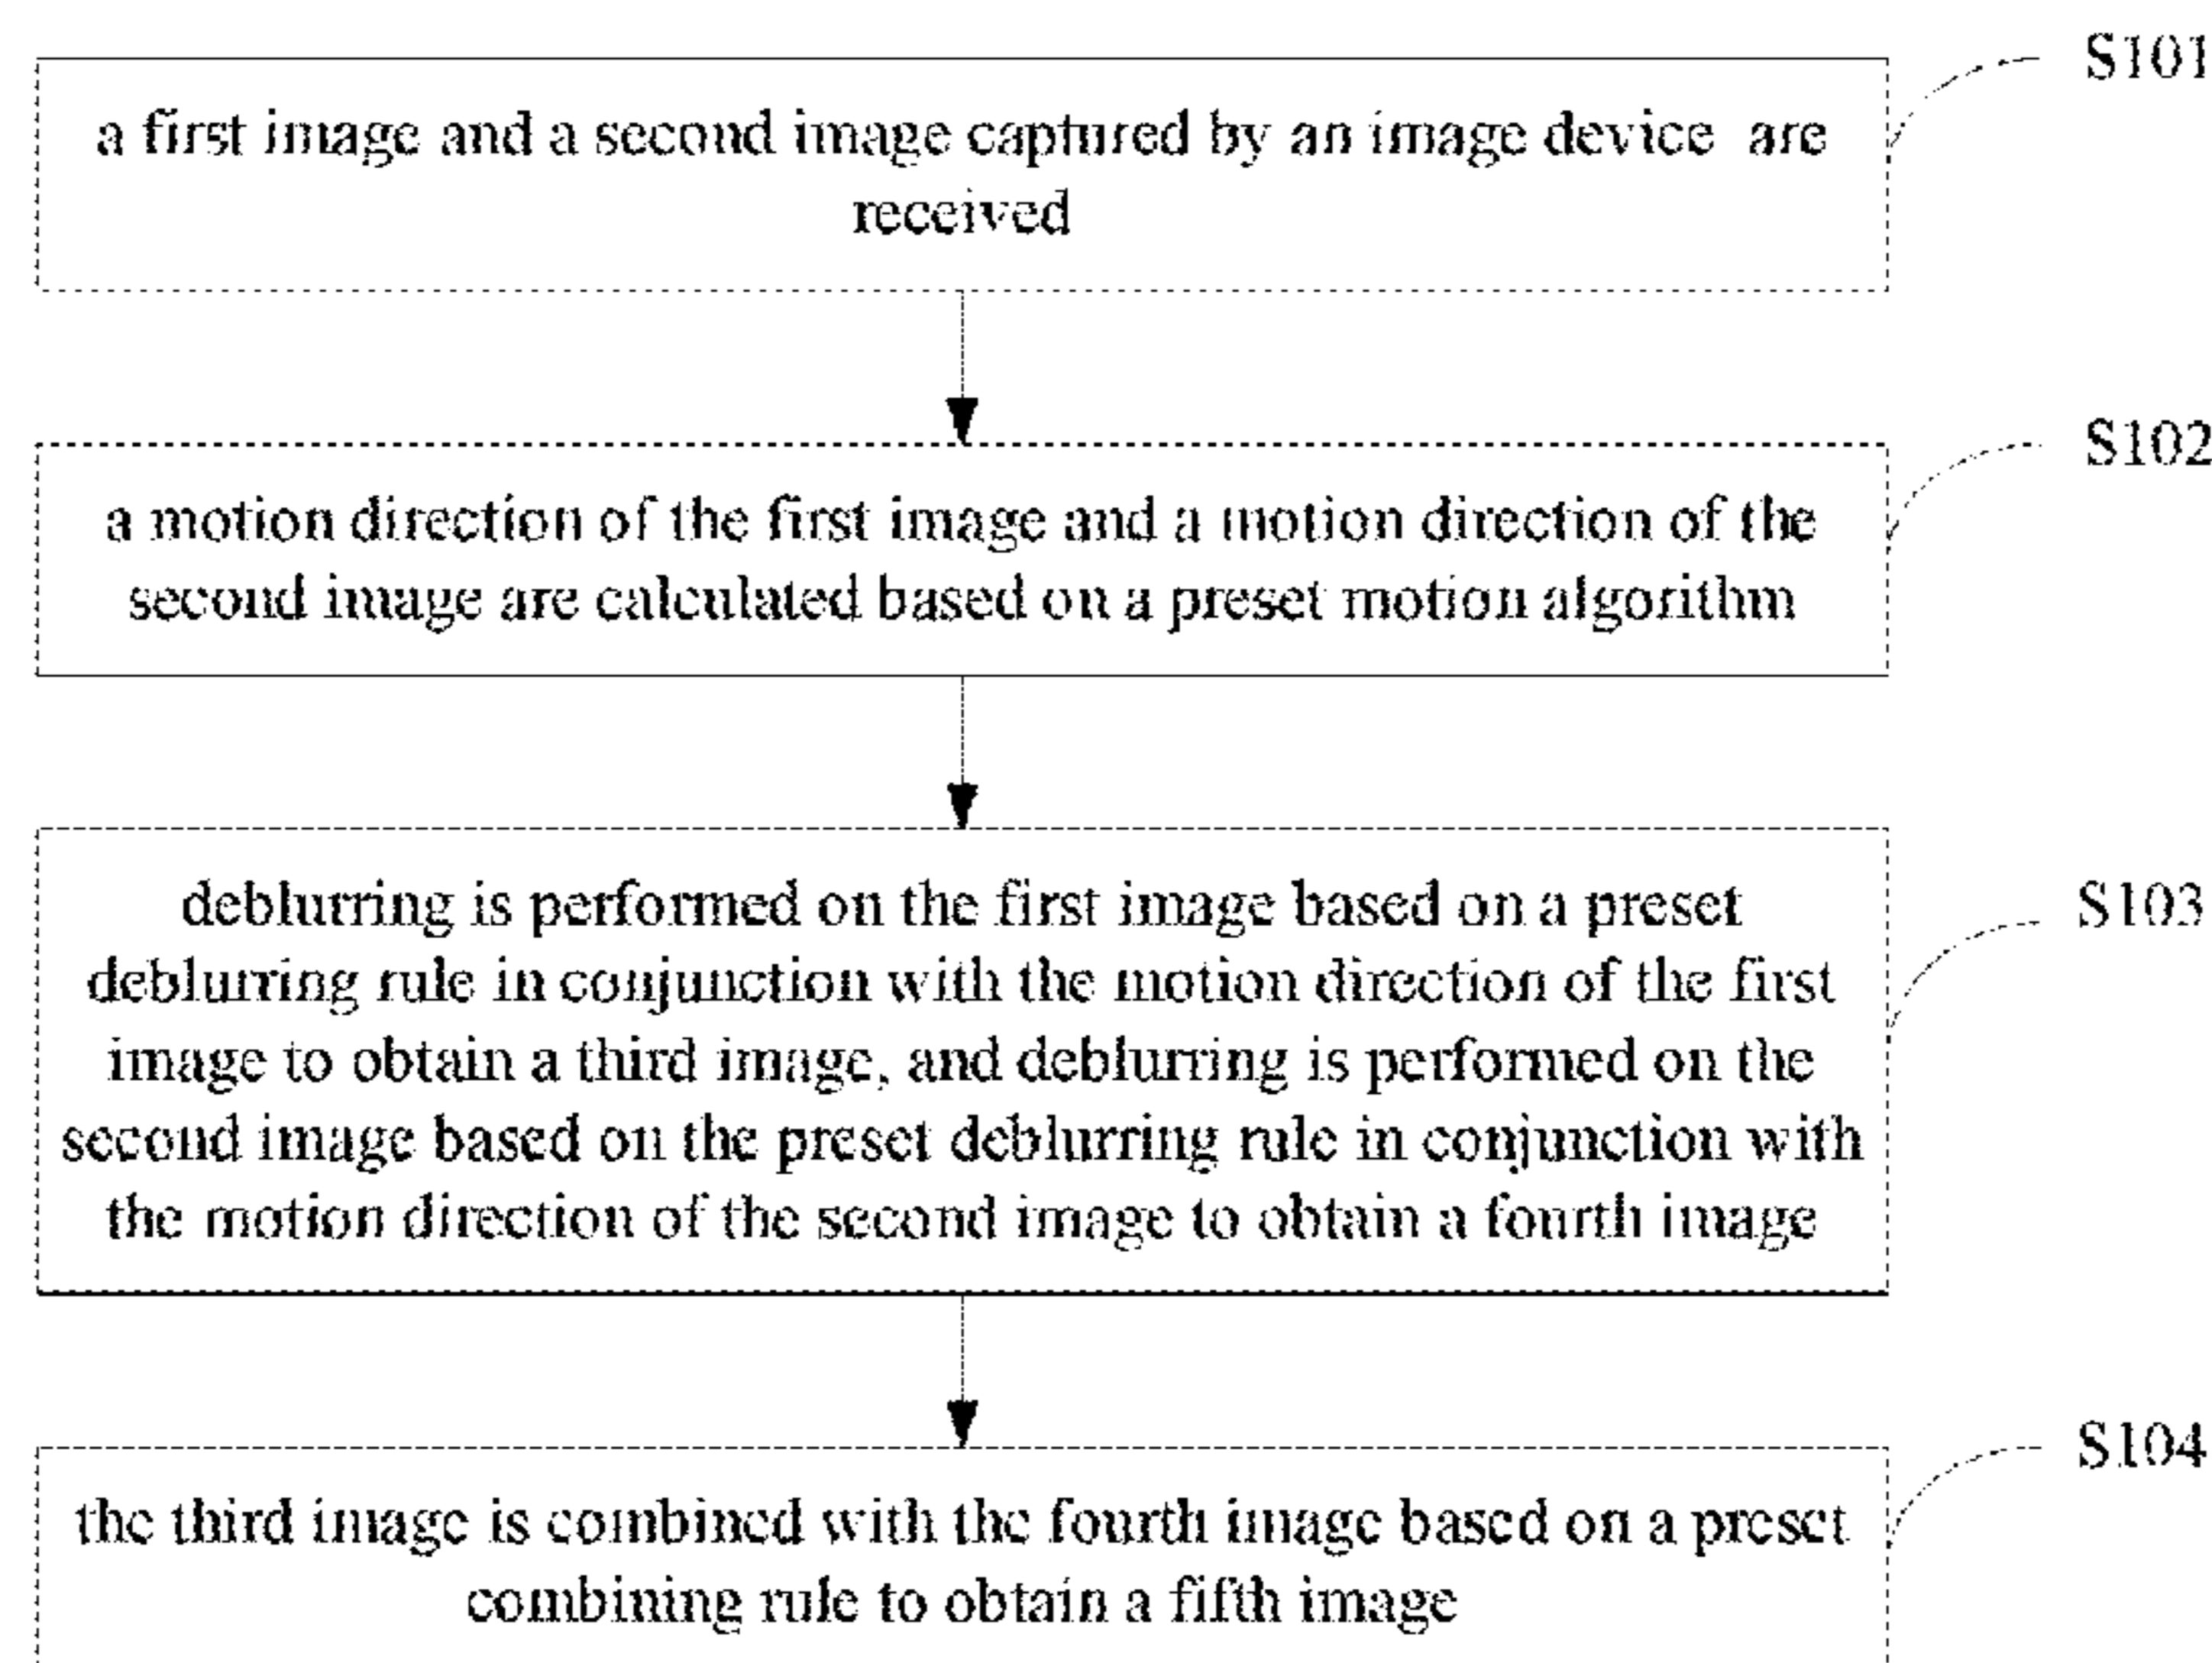 S101
a first image and a second image captured by an image device are
received
S102
a motion direction of the first image and a motion direction of the
second image are calculated based on a preset motion algorithm
S103
deblurring is performed on the first image based on a preset
deblurring rule in conjunction with the motion direction of the first
image to obtain a third image, and deblurring is performed on the
second image based on the preset deblurring rule in conjunction with
the motion direction of the second image to obtain a fourth image
S104
the third image is combined with the fourth image based on a preset
combining rule to obtain a fifth image